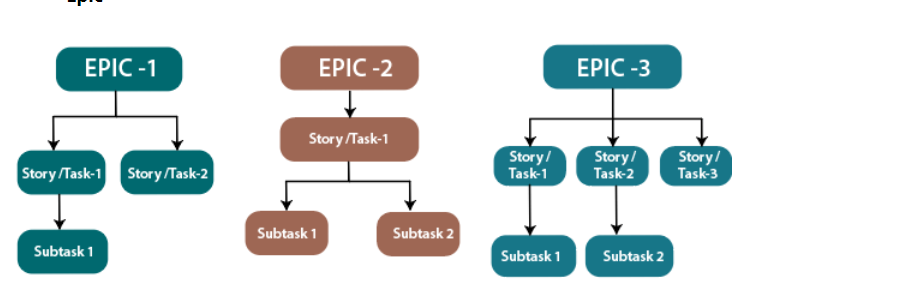 Epic
EPIC -1
EPIC -2
EPIC -3
Story/Task-1
Story/Task-1
Story/Task-2
Story/
Task-1
Story/
Task-2
Story/
Task-3
Subtask 1
Subtask 1
Subtask 2
Subtask 1
Subtask 2